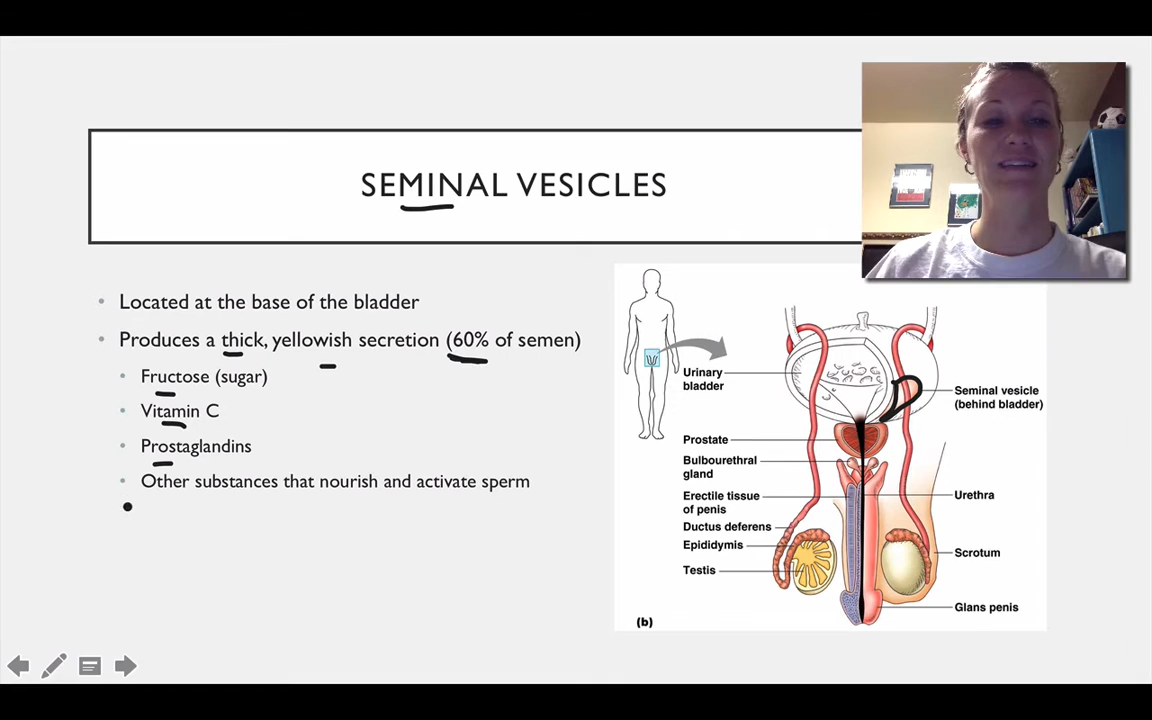 SEMINAL VESICLES
Located at the base of the bladder
Produces a thick, yellowish secretion (60% of semen)
Fructose (sugar)
Vitamin C
Prostaglandins
Other substances that nourish and activate sperm
Urinary
bladder
Prostate
Bulbourethral
gland
Erectile tissue
of penis
Ductus deferens
Epididymis
Testis
Seminal vesicle
(behind bladder)
Urethra
Scrotum
Glans penis
(b)